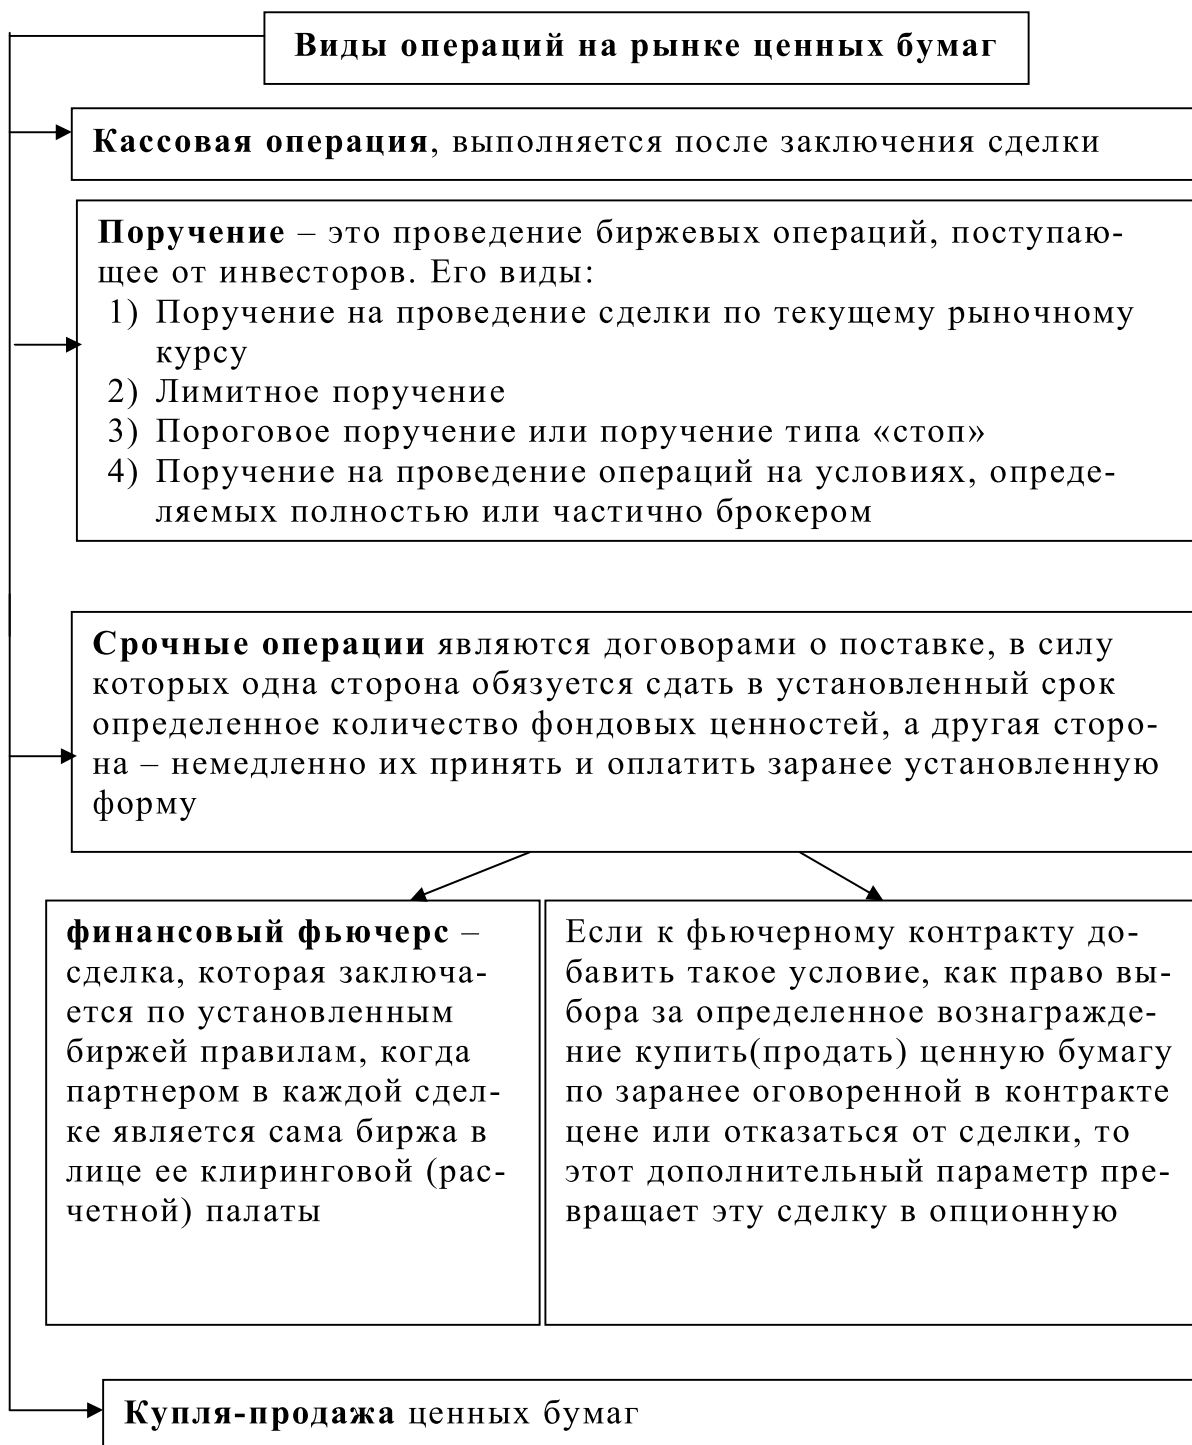 Виды операций на рынке ценных бумаг
Кассовая операция, выполняется после заключения сделки
Поручение – это проведение биржевых операций, поступаю-
щее от инвесторов. Его виды:
1) Поручение на проведение сделки по текущему рыночному
курсу
2) Лимитное поручение
3) Пороговое поручение или поручение типа «стоп»
4) Поручение на проведение операций на условиях, опреде-
ляемых полностью или частично брокером
Срочные операции являются договорами о поставке, в силу
которых одна сторона обязуется сдать в установленный срок
определенное количество фондовых ценностей, а другая сторо-
на – немедленно их принять и оплатить заранее установленную
форму
финансовый фьючерс –
сделка, которая заключа-
ется по установленным
биржей правилам, когда
партнером в каждой сдел-
ке является сама биржа в
лице ее клиринговой (рас-
четной) палаты
Если к фьючерному контракту до-
бавить такое условие, как право вы-
бора за определенное вознагражде-
ние купить(продать) ценную бумагу
по заранее оговоренной в контракте
цене или отказаться от сделки, то
этот дополнительный параметр пре-
вращает эту сделку в опционную
Купля-продажа ценных бумаг